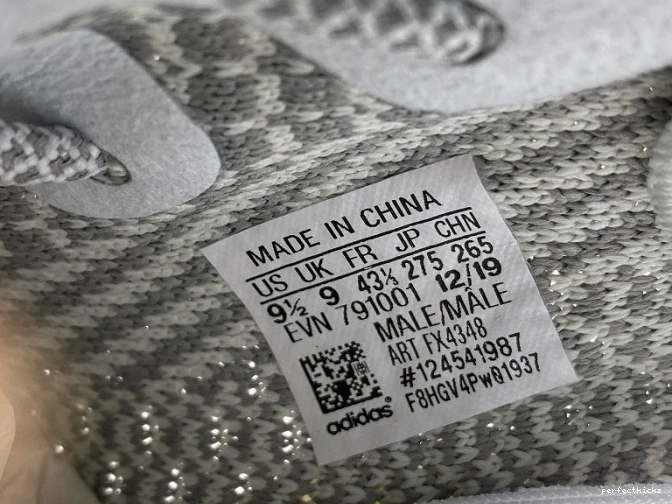 MADE IN CHINA
US UK FR JP CHN
9½ 9 43⅓ 275 265
EVN 791001 12/19
MALE/MÂLE
ART FX4348
#124541987
F8HGV4PWQ1937
adidas®
perfectkickz